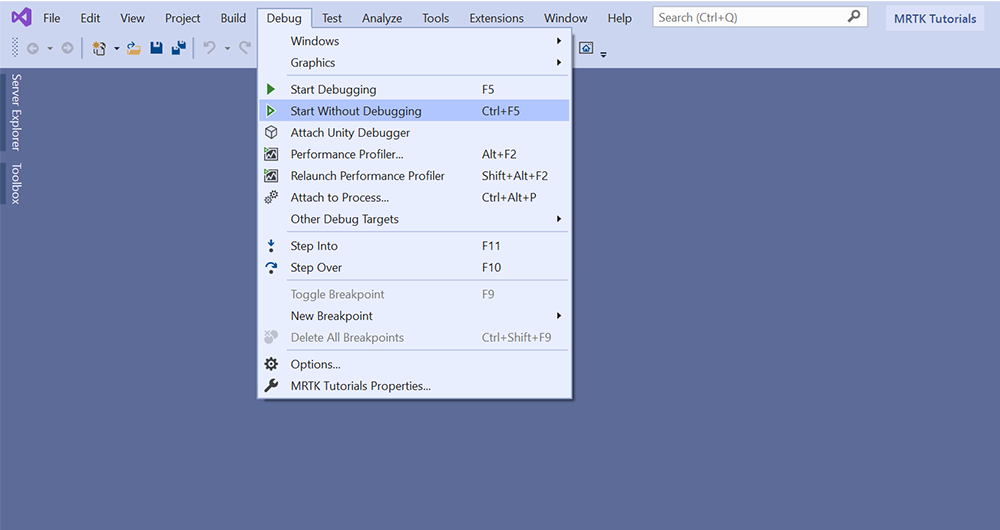 File Edit View Project Build Debug Test Analyze Tools Extensions Window Help Search (Ctrl+Q) MRTK Tutorials
Server Explorer
Toolbox
Windows
Graphics
Start Debugging F5
Start Without Debugging Ctrl+F5
Attach Unity Debugger
Performance Profiler... Alt+F2
Relaunch Performance Profiler Shift+Alt+F2
Attach to Process... Ctrl+Alt+P
Other Debug Targets
Step Into F11
Step Over F10
Toggle Breakpoint F9
New Breakpoint
Delete All Breakpoints Ctrl+Shift+F9
Options...
MRTK Tutorials Properties...